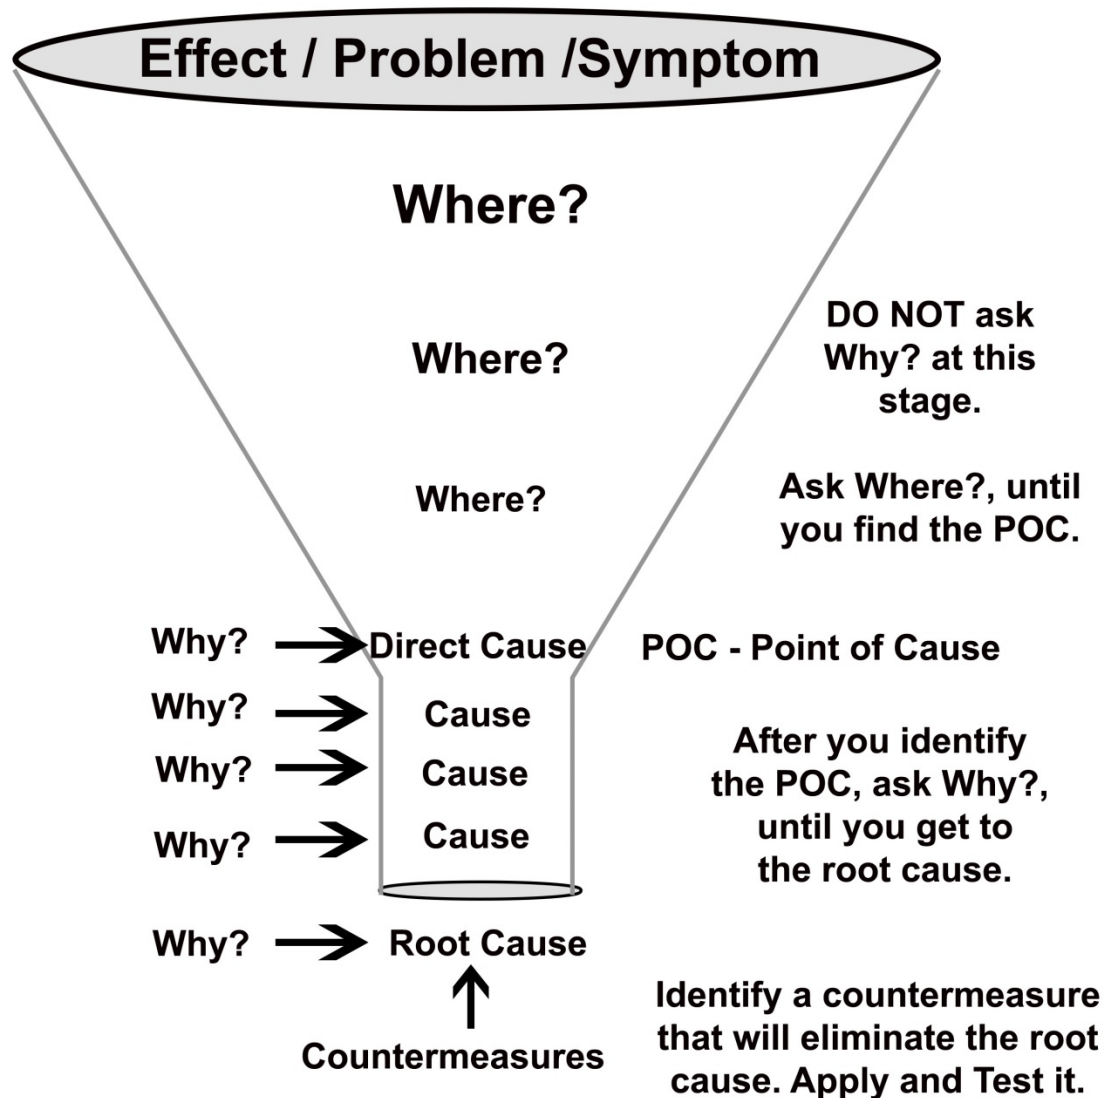 Effect / Problem /Symptom
Where?
Where?
DO NOT ask
Why? at this
stage.
Where?
Ask Where?, until
you find the POC.
Why?
Direct Cause
POC - Point of Cause
Why?
Cause
Why?
Cause
Why?
Cause
After you identify
the POC, ask Why?,
until you get to
the root cause.
Why?
Root Cause
Countermeasures
Identify a countermeasure
that will eliminate the root
cause. Apply and Test it.